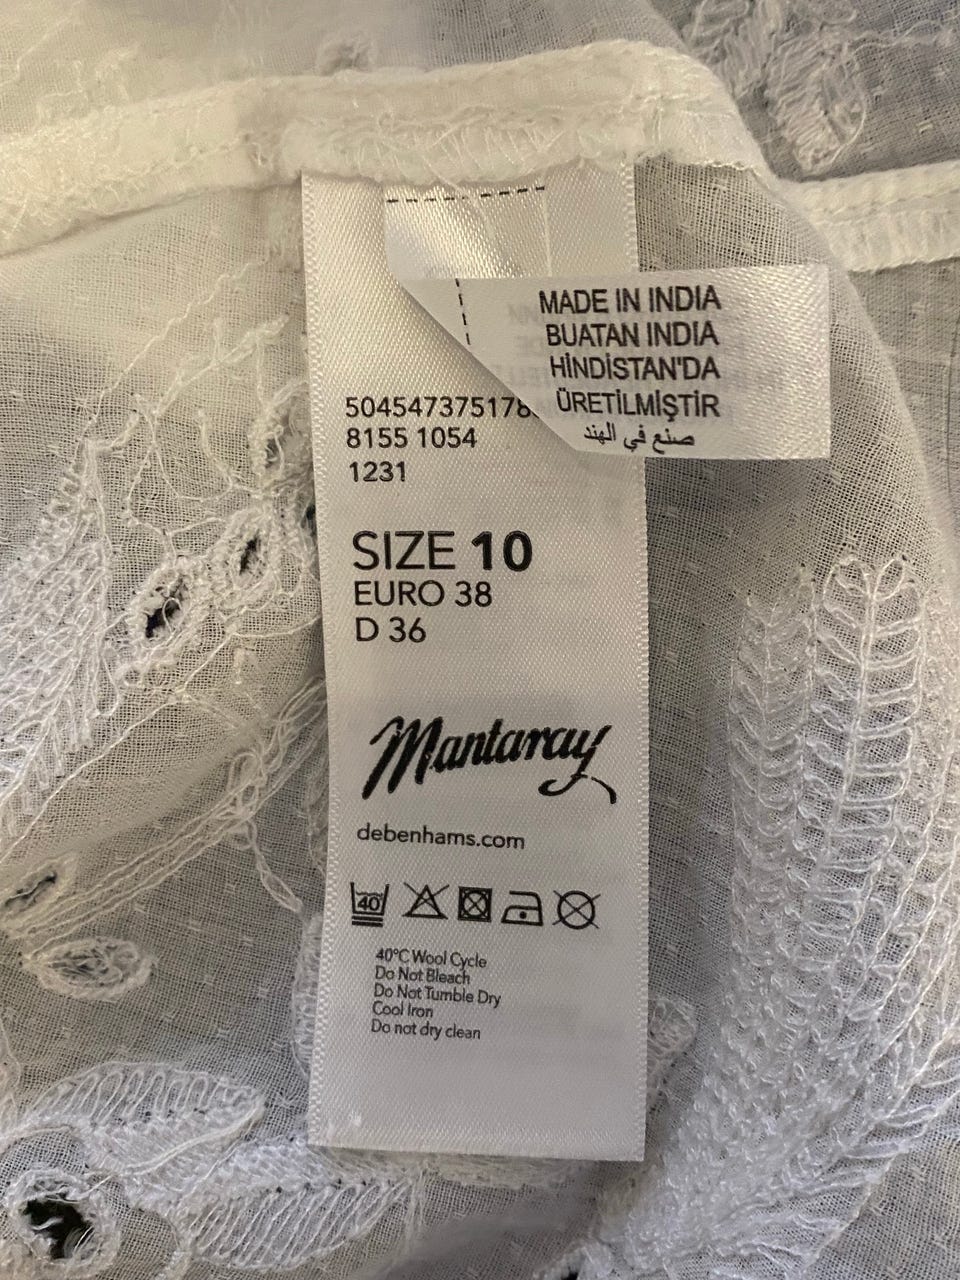 MADE IN INDIA
BUATAN INDIA
HİNDİSTAN'DA
ÜRETİLMİŞTİR
صنع في الهند
504547375178
8155 1054
1231
SIZE 10
EURO 38
D 36
Mantaray
debenhams.com
40
40°C Wool Cycle
Do Not Bleach
Do Not Tumble Dry
Cool Iron
Do not dry clean